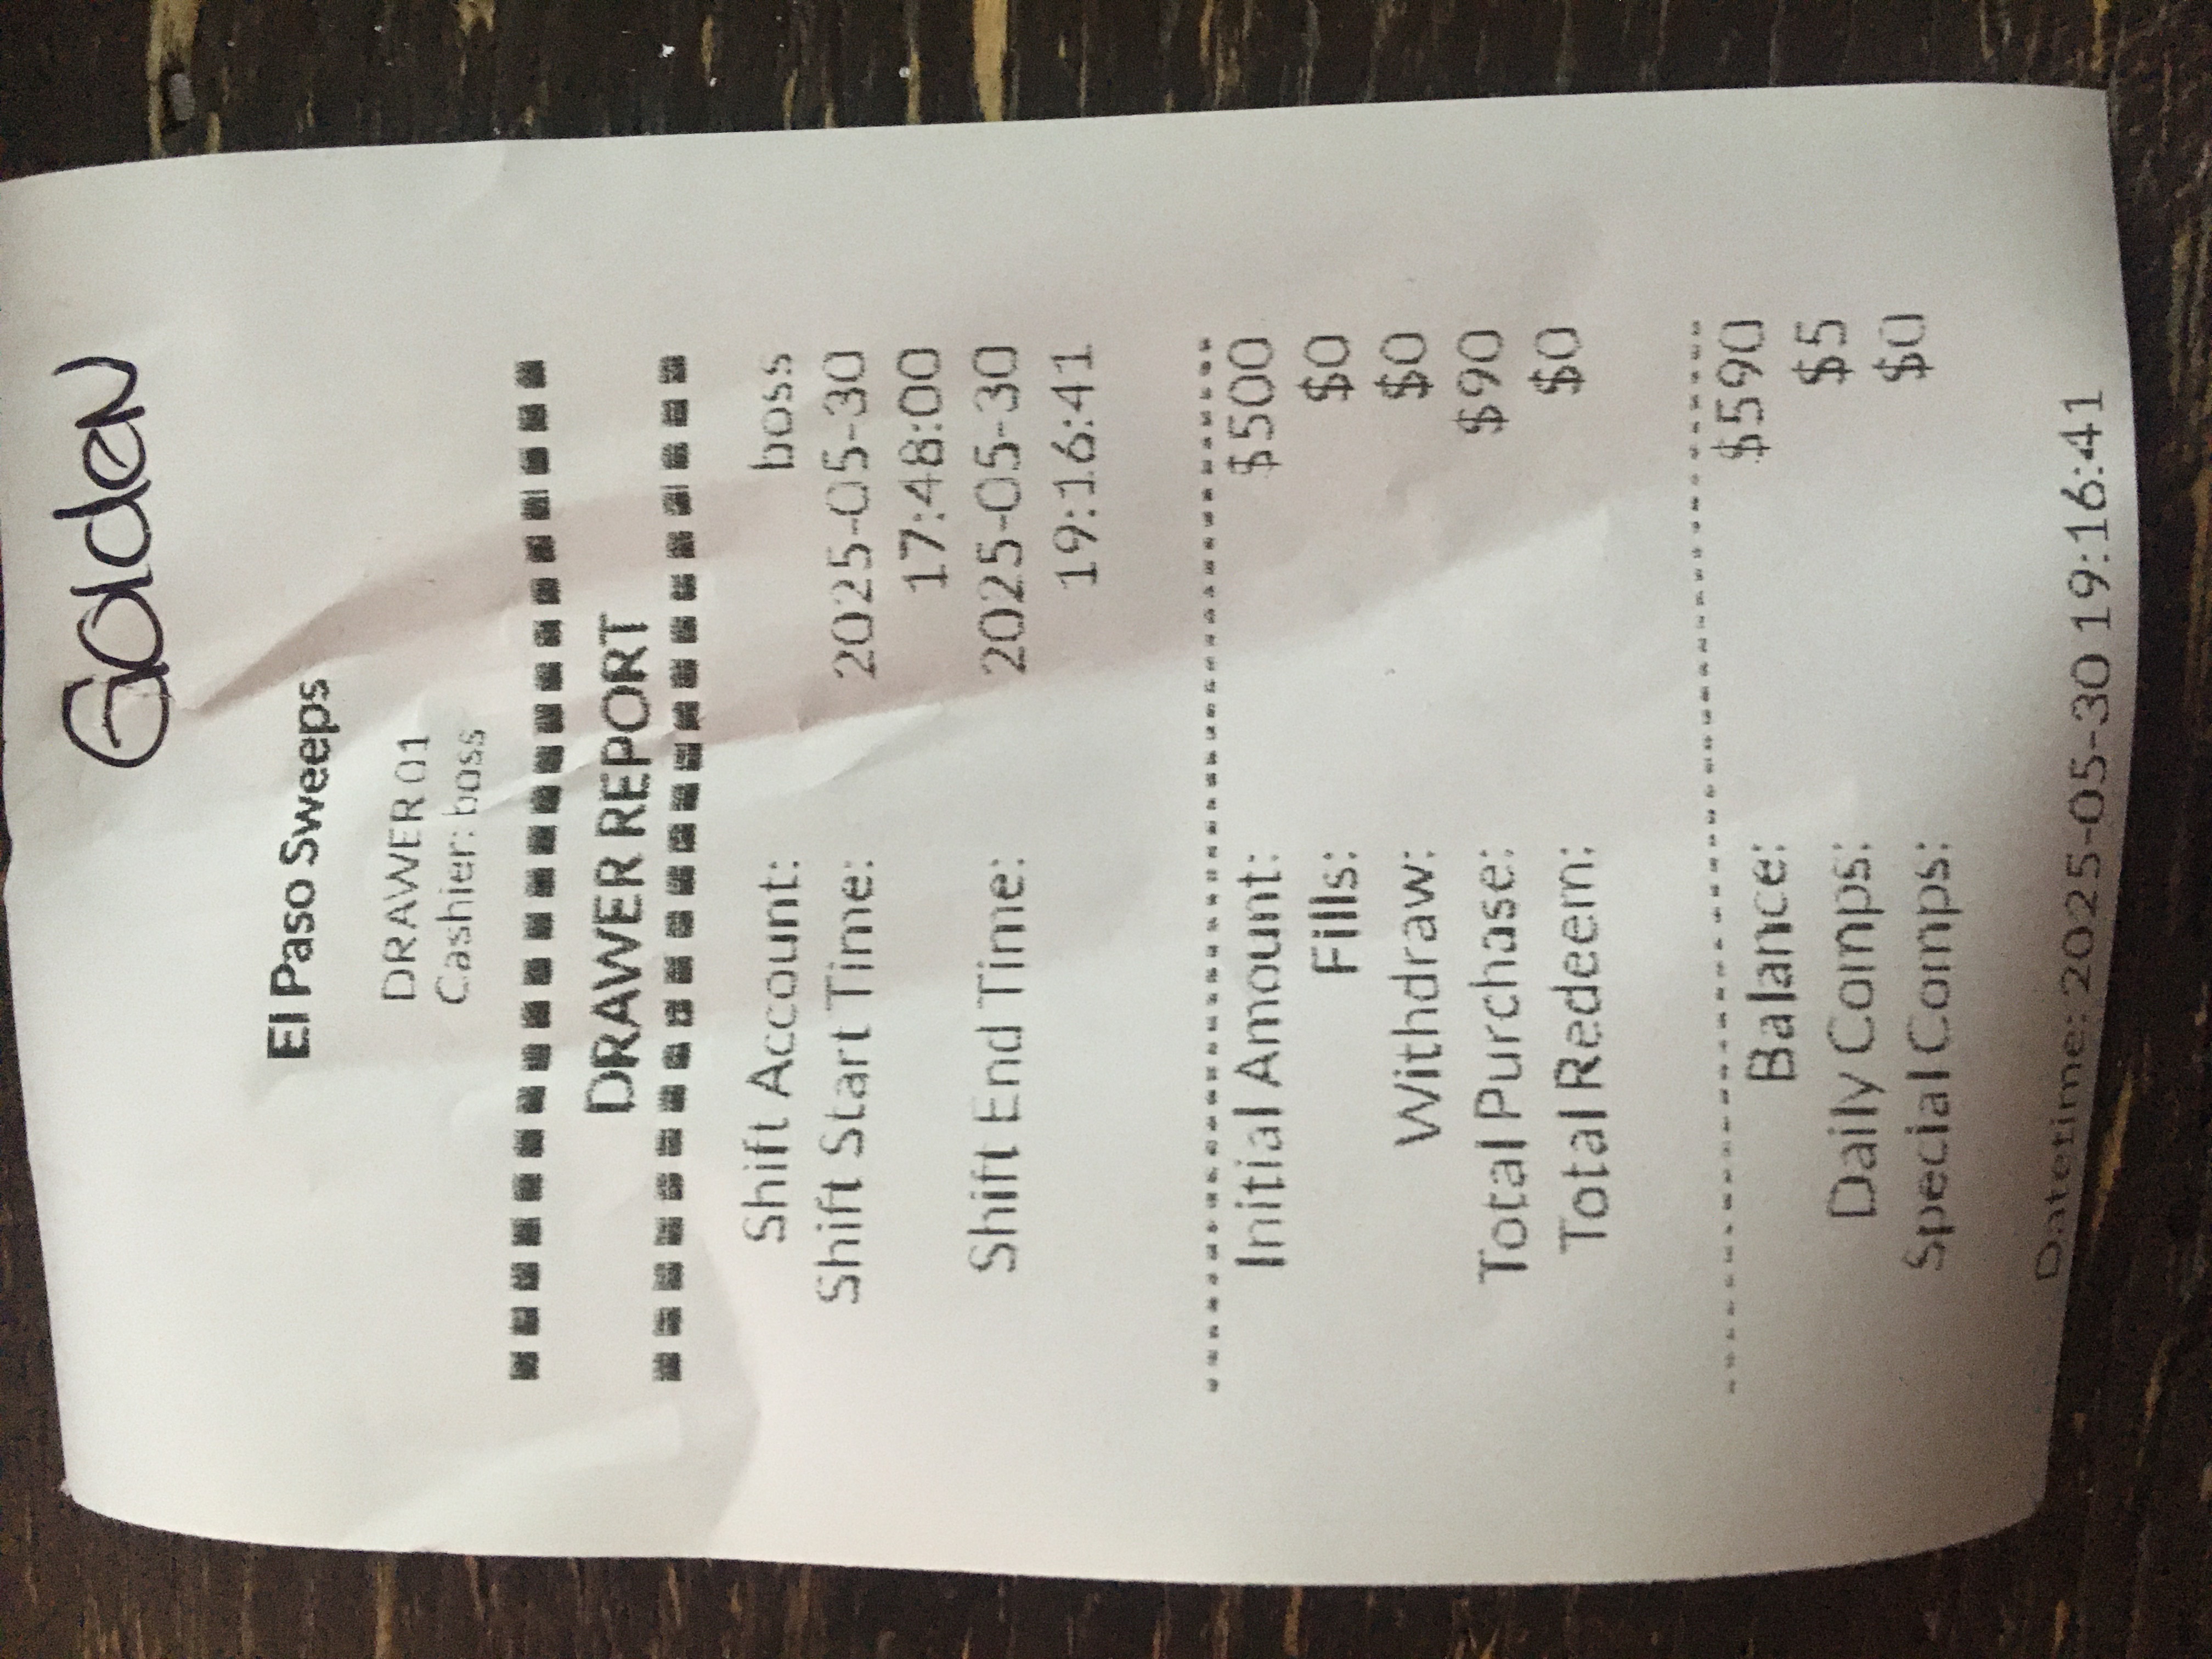 GoldeN
El Paso Sweeps
DRAWER 01
Cashier: boss
DRAWER REPORT
Shift Account: boss
Shift Start Time: 2025-05-30
17:48:00
Shift End Time: 2025-05-30
19:16:41
Initial Amount: $500
Fills: $0
Withdraw: $0
Total Purchase: $90
Total Redeem: $0
Balance: $590
Daily Comps: $5
Special Comps: $0
Datetime: 2025-05-30 19:16:41